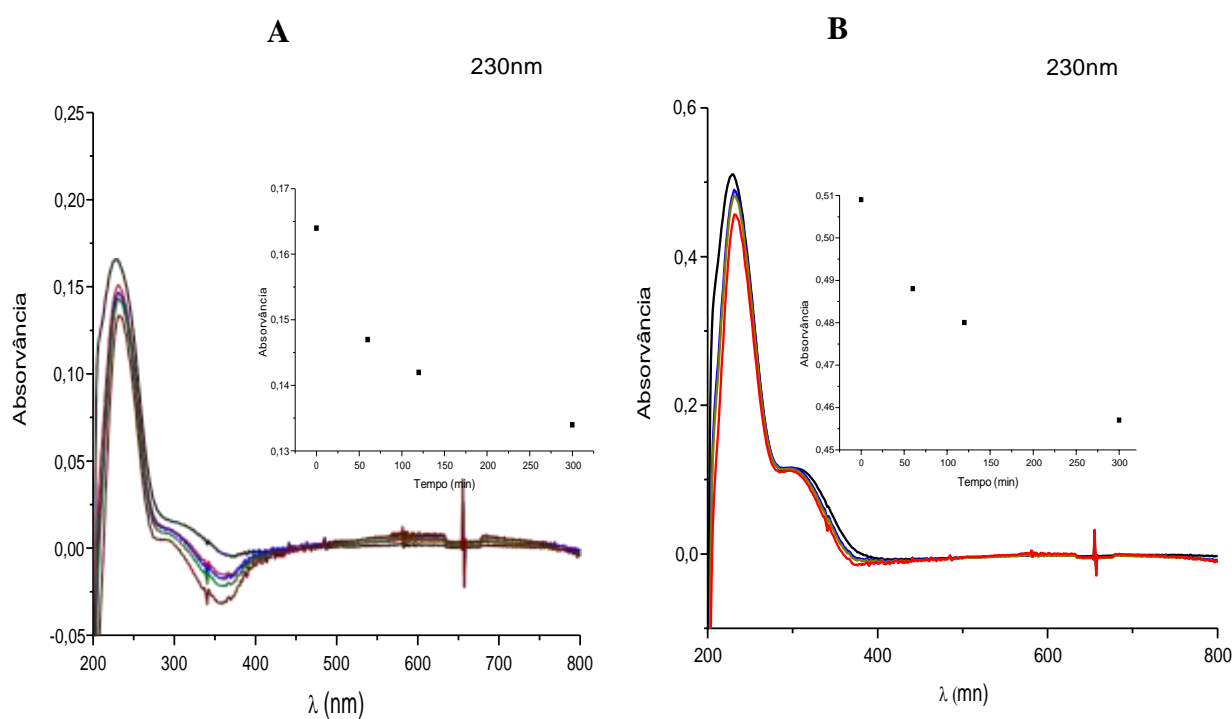 A
230nm
0,25
0,20
0,15
0,10
0,05
0,00
-0,05
Absorvância
200 300 400 500 600 700 800
λ (nm)
0,17
0,16
0,15
0,14
0,13
Absorvância
0 50 100 150 200 250 300
Tempo (min)
B
230nm
0,6
0,4
0,2
0,0
Absorvância
200 400 600 800
λ (mn)
0,51
0,50
0,49
0,48
0,47
0,46
0,45
Absorvância
0 50 100 150 200 250 300
Tempo (min)